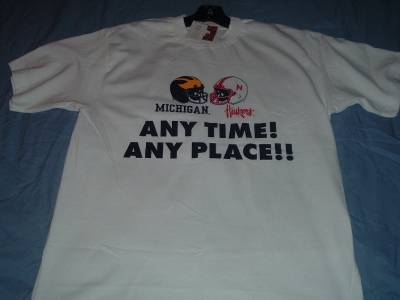 N
MICHIGAN. Huskers
ANY TIME!
ANY PLACE!!